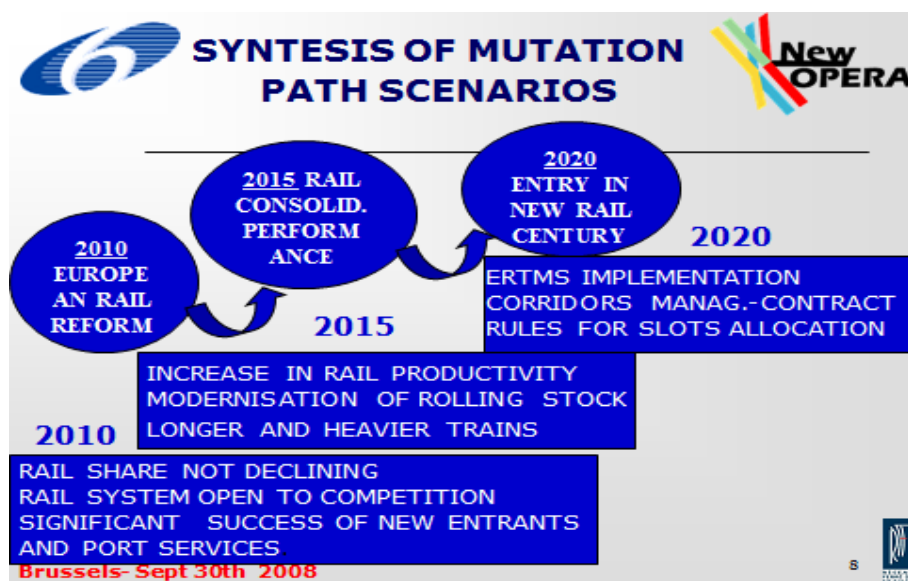 6
SYNTESIS OF MUTATION
PATH SCENARIOS
New
OPERA
2010
EUROPE
AN RAIL
REFORM
2015 RAIL
CONSOLID.
PERFORM
ANCE
2020
ENTRY IN
NEW RAIL
CENTURY
2020
ERTMS IMPLEMENTATION
CORRIDORS MANAG.-CONTRACT
RULES FOR SLOTS ALLOCATION
2015
INCREASE IN RAIL PRODUCTIVITY
MODERNISATION OF ROLLING STOCK
LONGER AND HEAVIER TRAINS
2010
RAIL SHARE NOT DECLINING
RAIL SYSTEM OPEN TO COMPETITION
SIGNIFICANT SUCCESS OF NEW ENTRANTS
AND PORT SERVICES.
Brussels- Sept 30th 2008
8